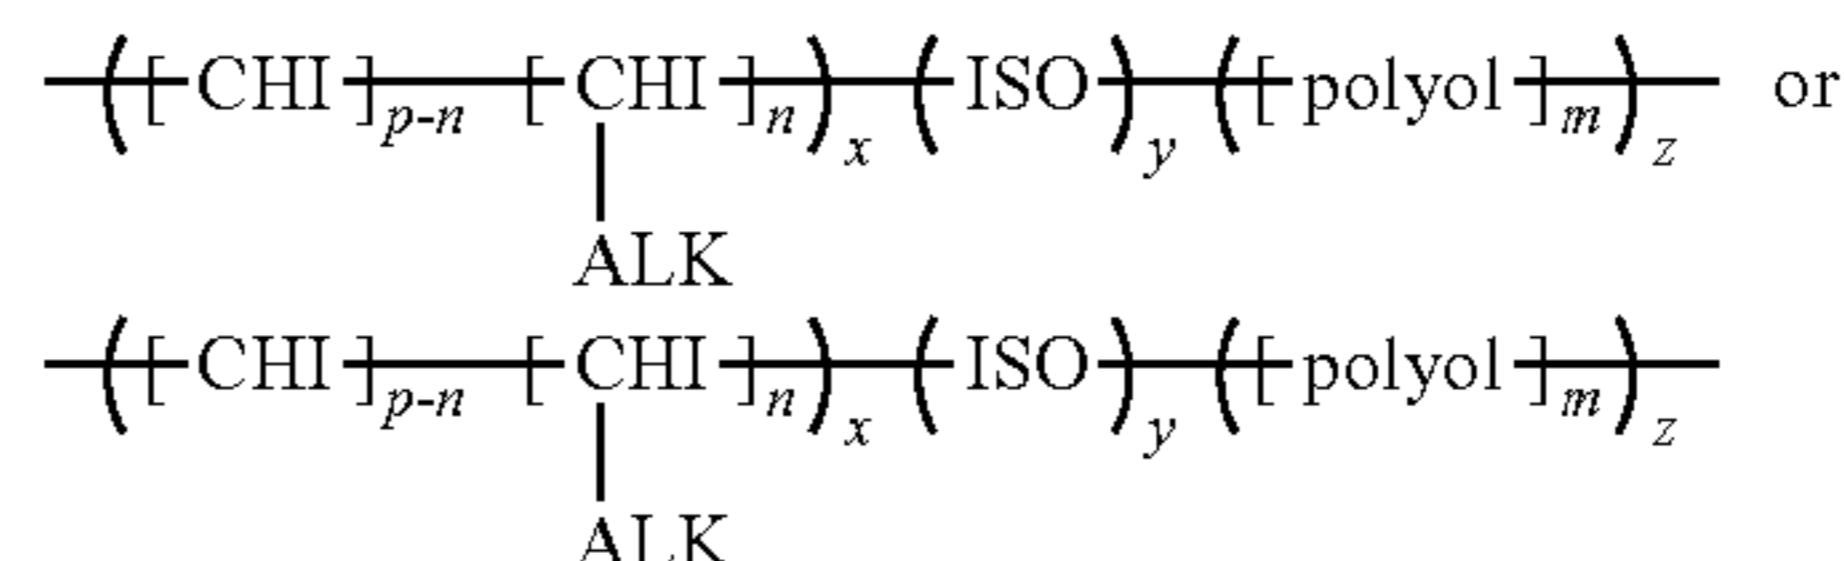 ([CHI]p-n [CHI]n)x (ISO)y ([polyol]m)z or
ALK
([CHI]p-n [CHI]n)x (ISO)y ([polyol]m)z
ALK